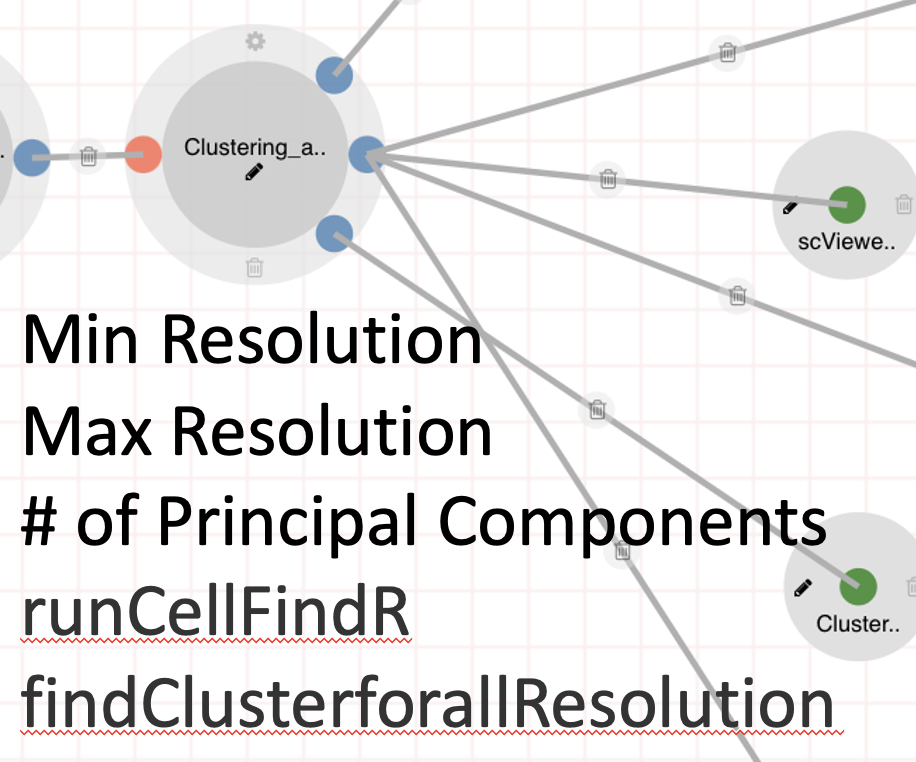 Clustering_a..
scViewe..
Min Resolution
Max Resolution
# of Principal Components
runCellFindR
Cluster..
findClusterforallResolution